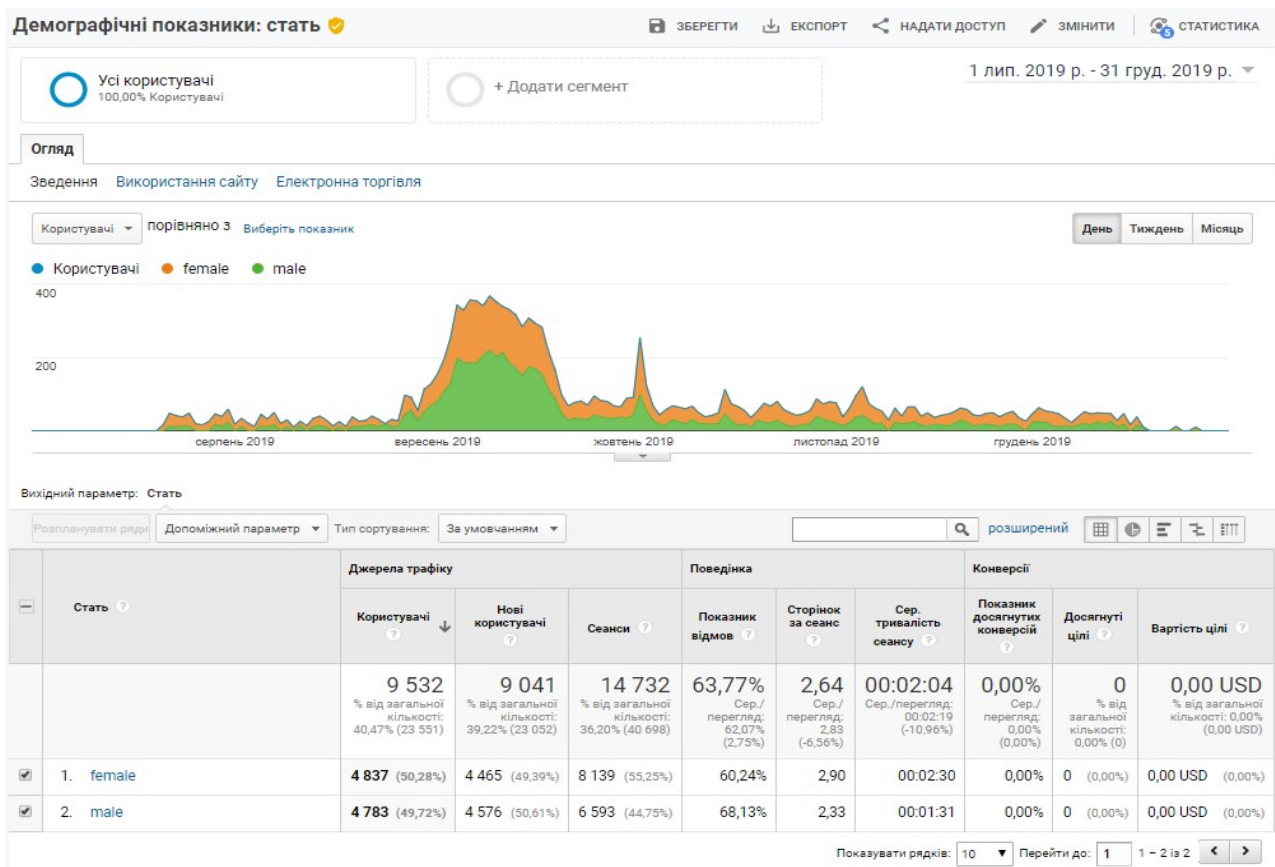 Демографічні показники: стать
ЗБЕРЕГТИ ЕКСПОРТ НАДАТИ ДОСТУП ЗМІНИТИ 5 СТАТИСТИКА
Усі користувачі
100,00% Користувачі
+ Додати сегмент
1 лип. 2019 р. - 31 груд. 2019 р.
Огляд
Зведення Використання сайту Електронна торгівля
Користувачі порівняно з Виберіть показник
День Тиждень Місяць
Користувачі female male
400
200
серпень 2019 вересень 2019 жовтень 2019 листопад 2019 грудень 2019
Вихідний параметр: Стать
Розпланувати ряди Допоміжний параметр Тип сортування: За умовчанням розширений
Стать ?
Джерела трафіку Поведінка Конверсії
Користувачі ?
Нові користувачі ?
Сеанси ?
Показник відмов ?
Сторінок за сеанс ?
Сер. тривалість сеансу ?
Показник досягнутих конверсій ?
Досягнуті цілі ?
Вартість цілі ?
9 532
% від загальної кількості:
40,47% (23 551)
9 041
% від загальної кількості:
39,22% (23 052)
14 732
% від загальної кількості:
36,20% (40 698)
63,77%
Сер./перегляд:
62,07%
(2,75%)
2,64
Сер./перегляд:
2,83
(-6,56%)
00:02:04
Сер./перегляд:
00:02:19
(-10,96%)
0,00%
Сер./перегляд:
0,00%
(0,00%)
0
% від загальної кількості:
0,00% (0)
0,00 USD
% від загальної кількості: 0,00%
(0,00 USD)
1. female 4 837 (50,28%) 4 465 (49,39%) 8 139 (55,25%) 60,24% 2,90 00:02:30 0,00% 0 (0,00%) 0,00 USD (0,00%)
2. male 4 783 (49,72%) 4 576 (50,61%) 6 593 (44,75%) 68,13% 2,33 00:01:31 0,00% 0 (0,00%) 0,00 USD (0,00%)
Показувати рядків: 10 Перейти до: 1 1 – 2 із 2